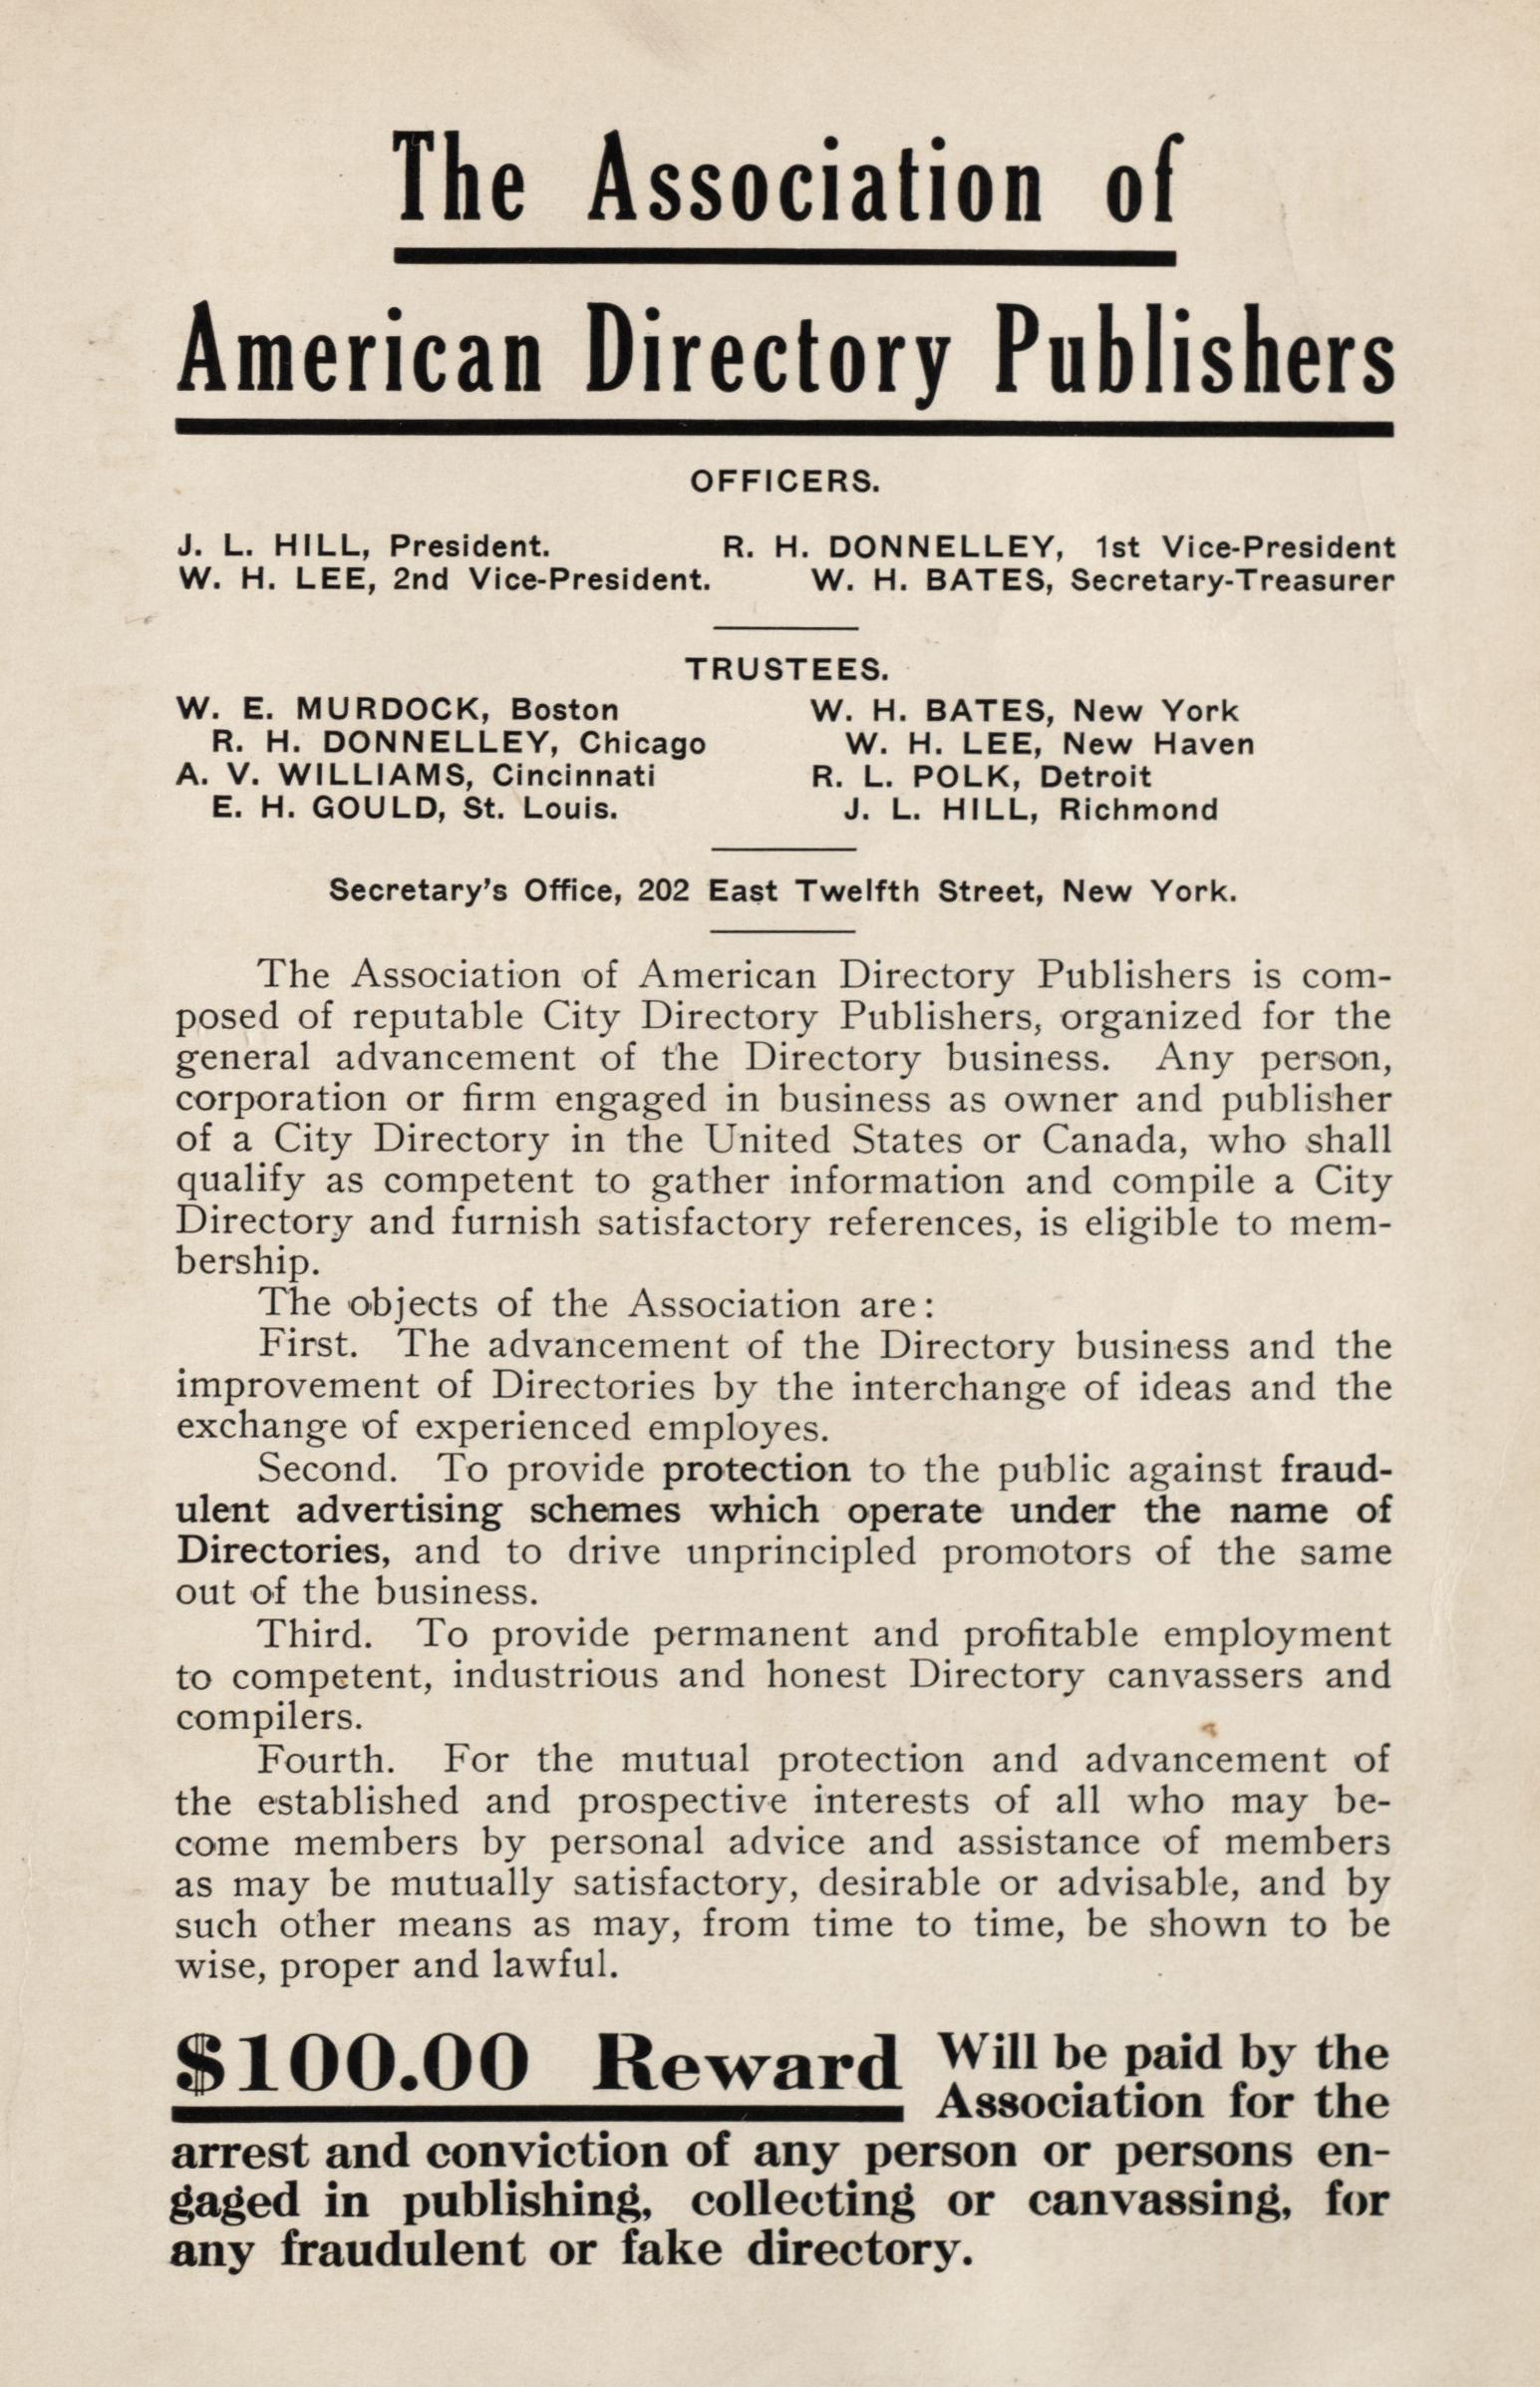 The Association of
American Directory Publishers
OFFICERS.
J. L. HILL, President. R. H. DONNELLEY, 1st Vice-President
W. H. LEE, 2nd Vice-President. W. H. BATES, Secretary-Treasurer
TRUSTEES.
W. E. MURDOCK, Boston W. H. BATES, New York
R. H. DONNELLEY, Chicago W. H. LEE, New Haven
A. V. WILLIAMS, Cincinnati R. L. POLK, Detroit
E. H. GOULD, St. Louis. J. L. HILL, Richmond
Secretary's Office, 202 East Twelfth Street, New York.
The Association of American Directory Publishers is com-
posed of reputable City Directory Publishers, organized for the
general advancement of the Directory business. Any person,
corporation or firm engaged in business as owner and publisher
of a City Directory in the United States or Canada, who shall
qualify as competent to gather information and compile a City
Directory and furnish satisfactory references, is eligible to mem-
bership.
The objects of the Association are:
First. The advancement of the Directory business and the
improvement of Directories by the interchange of ideas and the
exchange of experienced employes.
Second. To provide protection to the public against fraud-
ulent advertising schemes which operate under the name of
Directories, and to drive unprincipled promotors of the same
out of the business.
Third. To provide permanent and profitable employment
to competent, industrious and honest Directory canvassers and
compilers.
Fourth. For the mutual protection and advancement of
the established and prospective interests of all who may be-
come members by personal advice and assistance of members
as may be mutually satisfactory, desirable or advisable, and by
such other means as may, from time to time, be shown to be
wise, proper and lawful.
$100.00 Reward Will be paid by the
Association for the
arrest and conviction of any person or persons en-
gaged in publishing, collecting or canvassing, for
any fraudulent or fake directory.